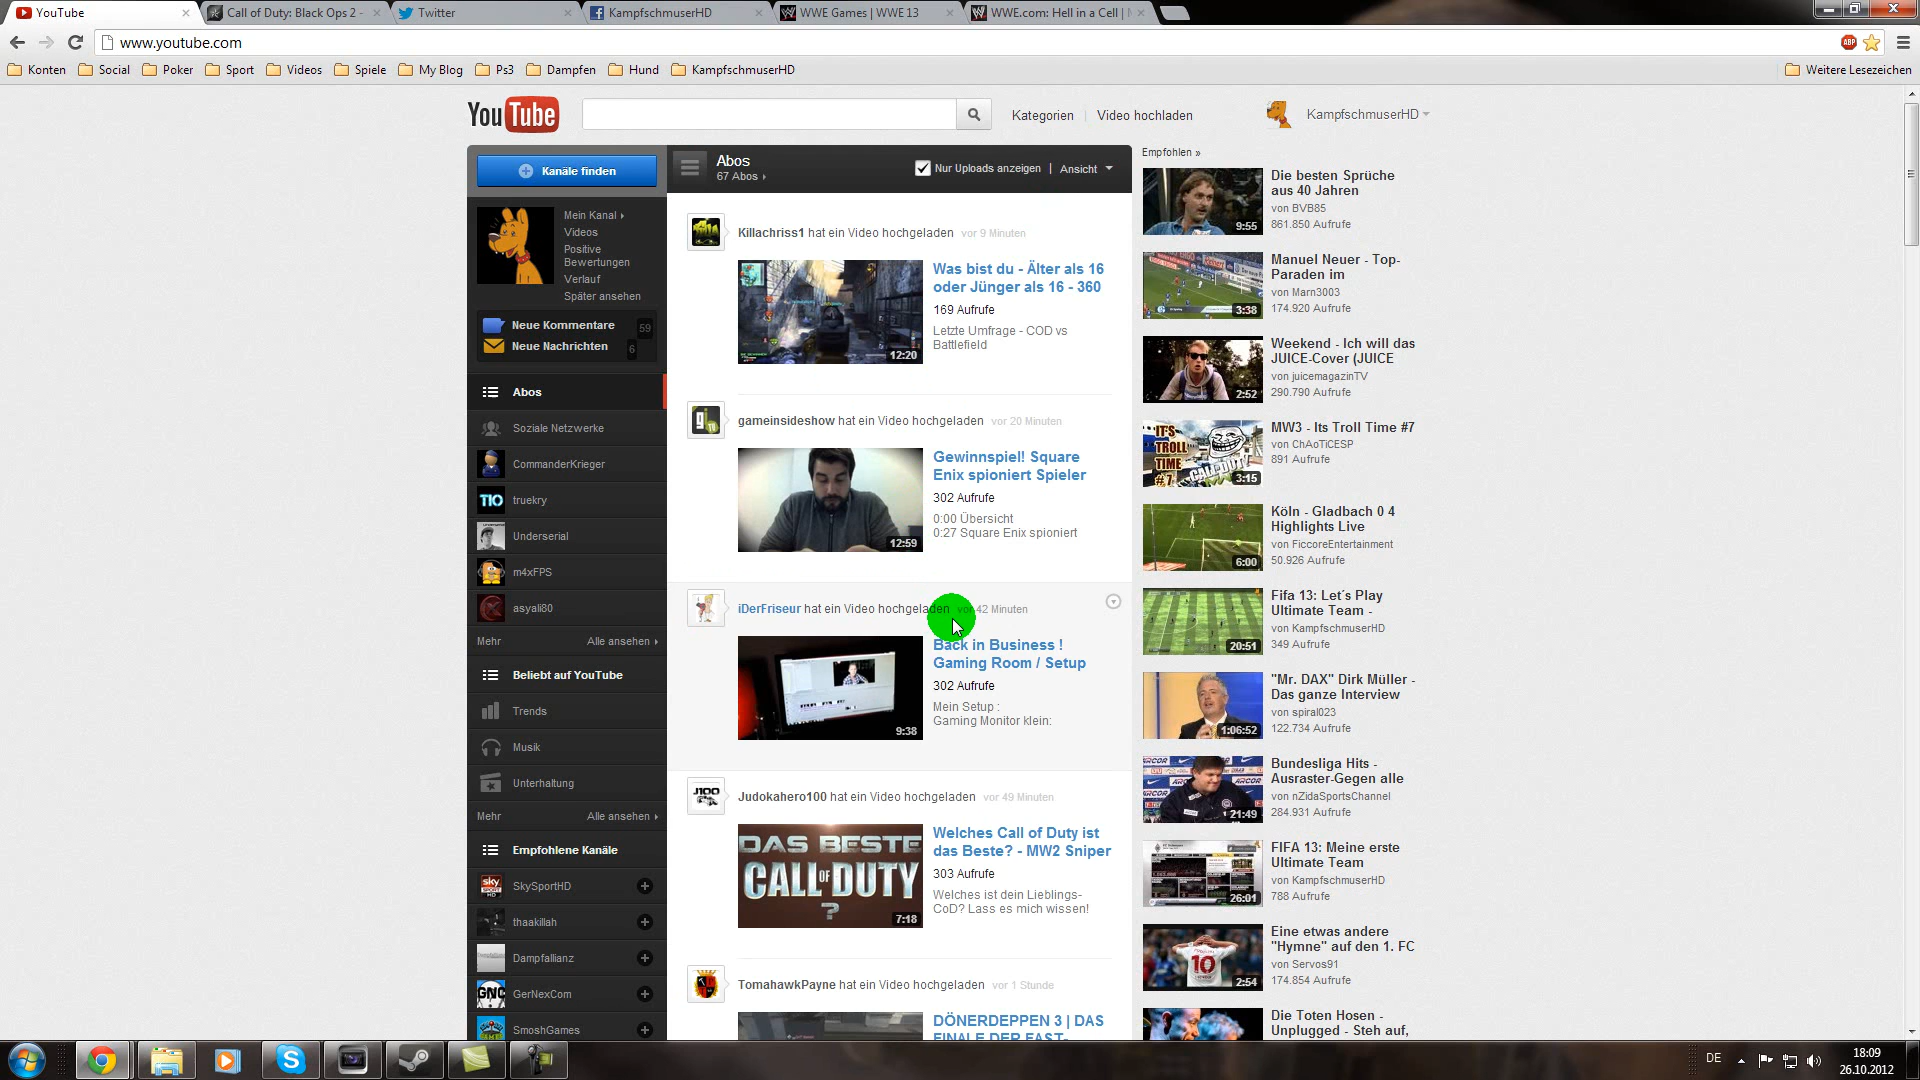 YouTube
Call of Duty: Black Ops 2 -
Twitter
KampfschmuserHD
WWE Games | WWE 13
WWE.com: Hell in a Cell |
www.youtube.com
ABP
Konten
Social
Poker
Sport
Videos
Spiele
My Blog
Ps3
Dampfen
Hund
KampfschmuserHD
Weitere Lesezeichen
YouTube
Kategorien
Video hochladen
KampfschmuserHD
Kanäle finden
Mein Kanal
Videos
Positive
Bewertungen
Verlauf
Später ansehen
Neue Kommentare 59
Neue Nachrichten 6
Abos
Soziale Netzwerke
CommanderKrieger
truekry
Underserial
m4xFPS
asyali80
Mehr Alle ansehen
Beliebt auf YouTube
Trends
Musik
Unterhaltung
Mehr Alle ansehen
Empfohlene Kanäle
SkySportHD
thaakillah
Dampfallianz
GerNexCom
SmoshGames
Abos
67 Abos
Nur Uploads anzeigen | Ansicht
Killachriss1 hat ein Video hochgeladen vor 9 Minuten
12:20
Was bist du - Älter als 16
oder Jünger als 16 - 360
169 Aufrufe
Letzte Umfrage - COD vs
Battlefield
gameinsideshow hat ein Video hochgeladen vor 20 Minuten
12:59
Gewinnspiel! Square
Enix spioniert Spieler
302 Aufrufe
0:00 Übersicht
0:27 Square Enix spioniert
iDerFriseur hat ein Video hochgeladen vor 42 Minuten
9:38
Back in Business !
Gaming Room / Setup
302 Aufrufe
Mein Setup :
Gaming Monitor klein:
J100
Judokahero100 hat ein Video hochgeladen vor 49 Minuten
DAS BESTE
CALL OF DUTY
?
7:18
Welches Call of Duty ist
das Beste? - MW2 Sniper
303 Aufrufe
Welches ist dein Lieblings-
CoD? Lass es mich wissen!
TomahawkPayne hat ein Video hochgeladen vor 1 Stunde
DÖNERDEPPEN 3 | DAS
FINALE DER FAST-
Empfohlen »
9:55
Die besten Sprüche
aus 40 Jahren
von BVB85
861.850 Aufrufe
3:38
Manuel Neuer - Top-
Paraden im
von Marn3003
174.920 Aufrufe
2:52
Weekend - Ich will das
JUICE-Cover (JUICE
von juicemagazinTV
290.790 Aufrufe
IT'S
TROLL
TIME
#7
CALL OF DUTY
3:15
MW3 - Its Troll Time #7
von ChAoTiCESP
891 Aufrufe
6:00
Köln - Gladbach 0 4
Highlights Live
von FiccoreEntertainment
50.926 Aufrufe
20:51
Fifa 13: Let´s Play
Ultimate Team -
von KampfschmuserHD
349 Aufrufe
1:06:52
"Mr. DAX" Dirk Müller -
Das ganze Interview
von spiral023
122.734 Aufrufe
21:49
Bundesliga Hits -
Ausraster-Gegen alle
von nZidaSportsChannel
284.931 Aufrufe
26:01
FIFA 13: Meine erste
Ultimate Team
von KampfschmuserHD
788 Aufrufe
10
2:54
Eine etwas andere
"Hymne" auf den 1. FC
von Servos91
174.854 Aufrufe
Die Toten Hosen -
Unplugged - Steh auf,
DE
18:09
26.10.2012